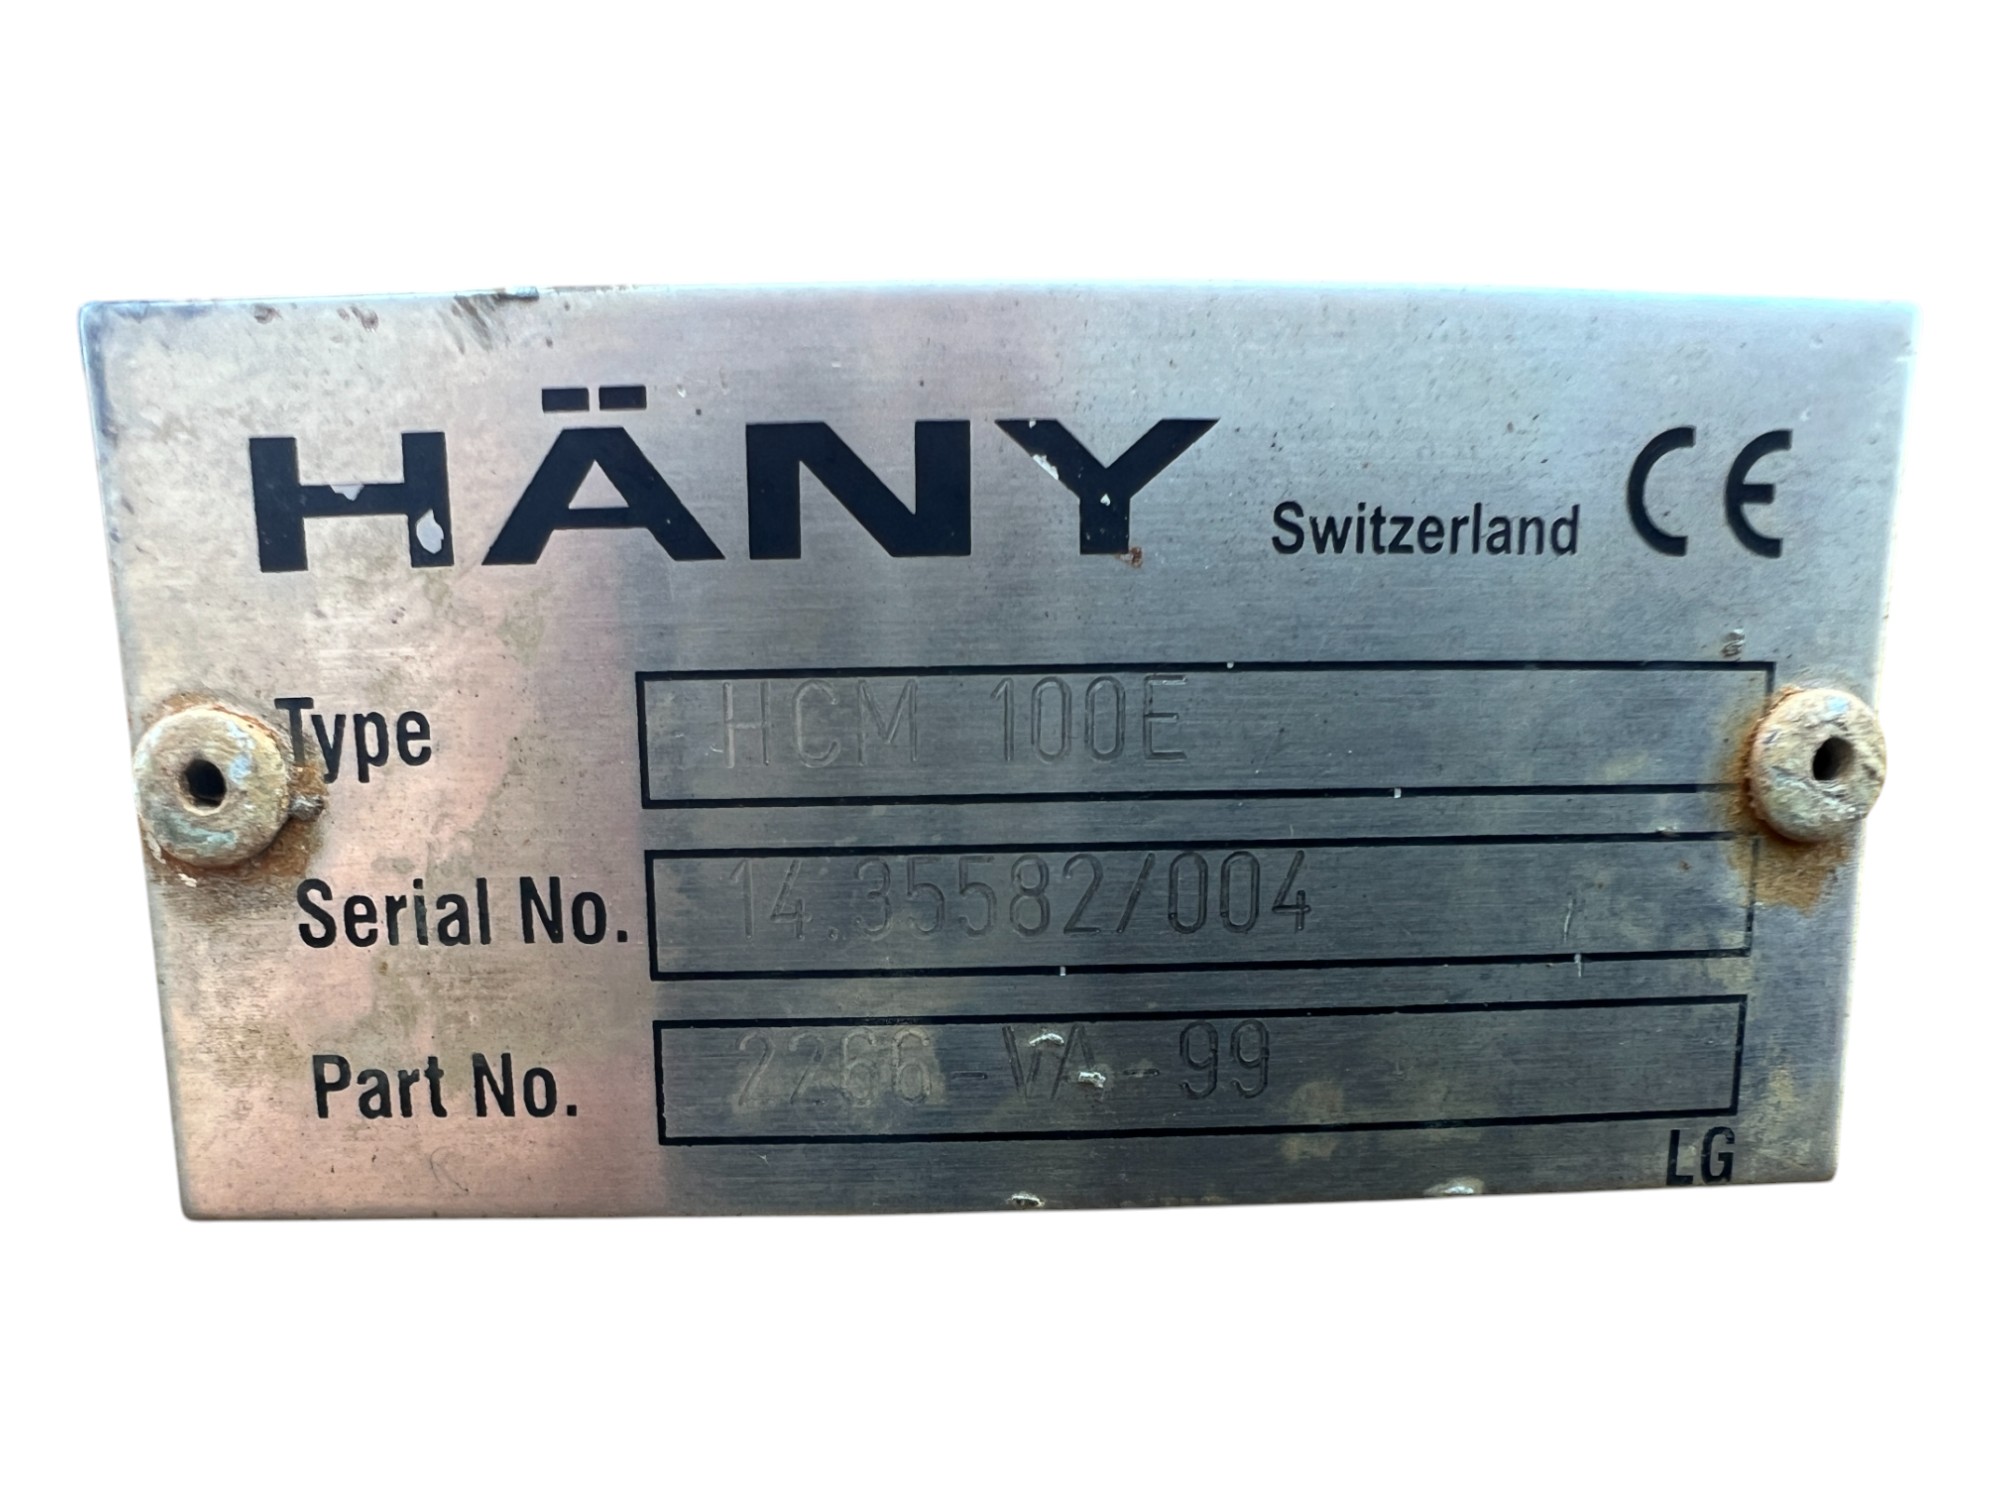 HÄNY Switzerland CE
Type HCM 100E
Serial No. 14.35582/004
Part No. 2266-VA-99
LG